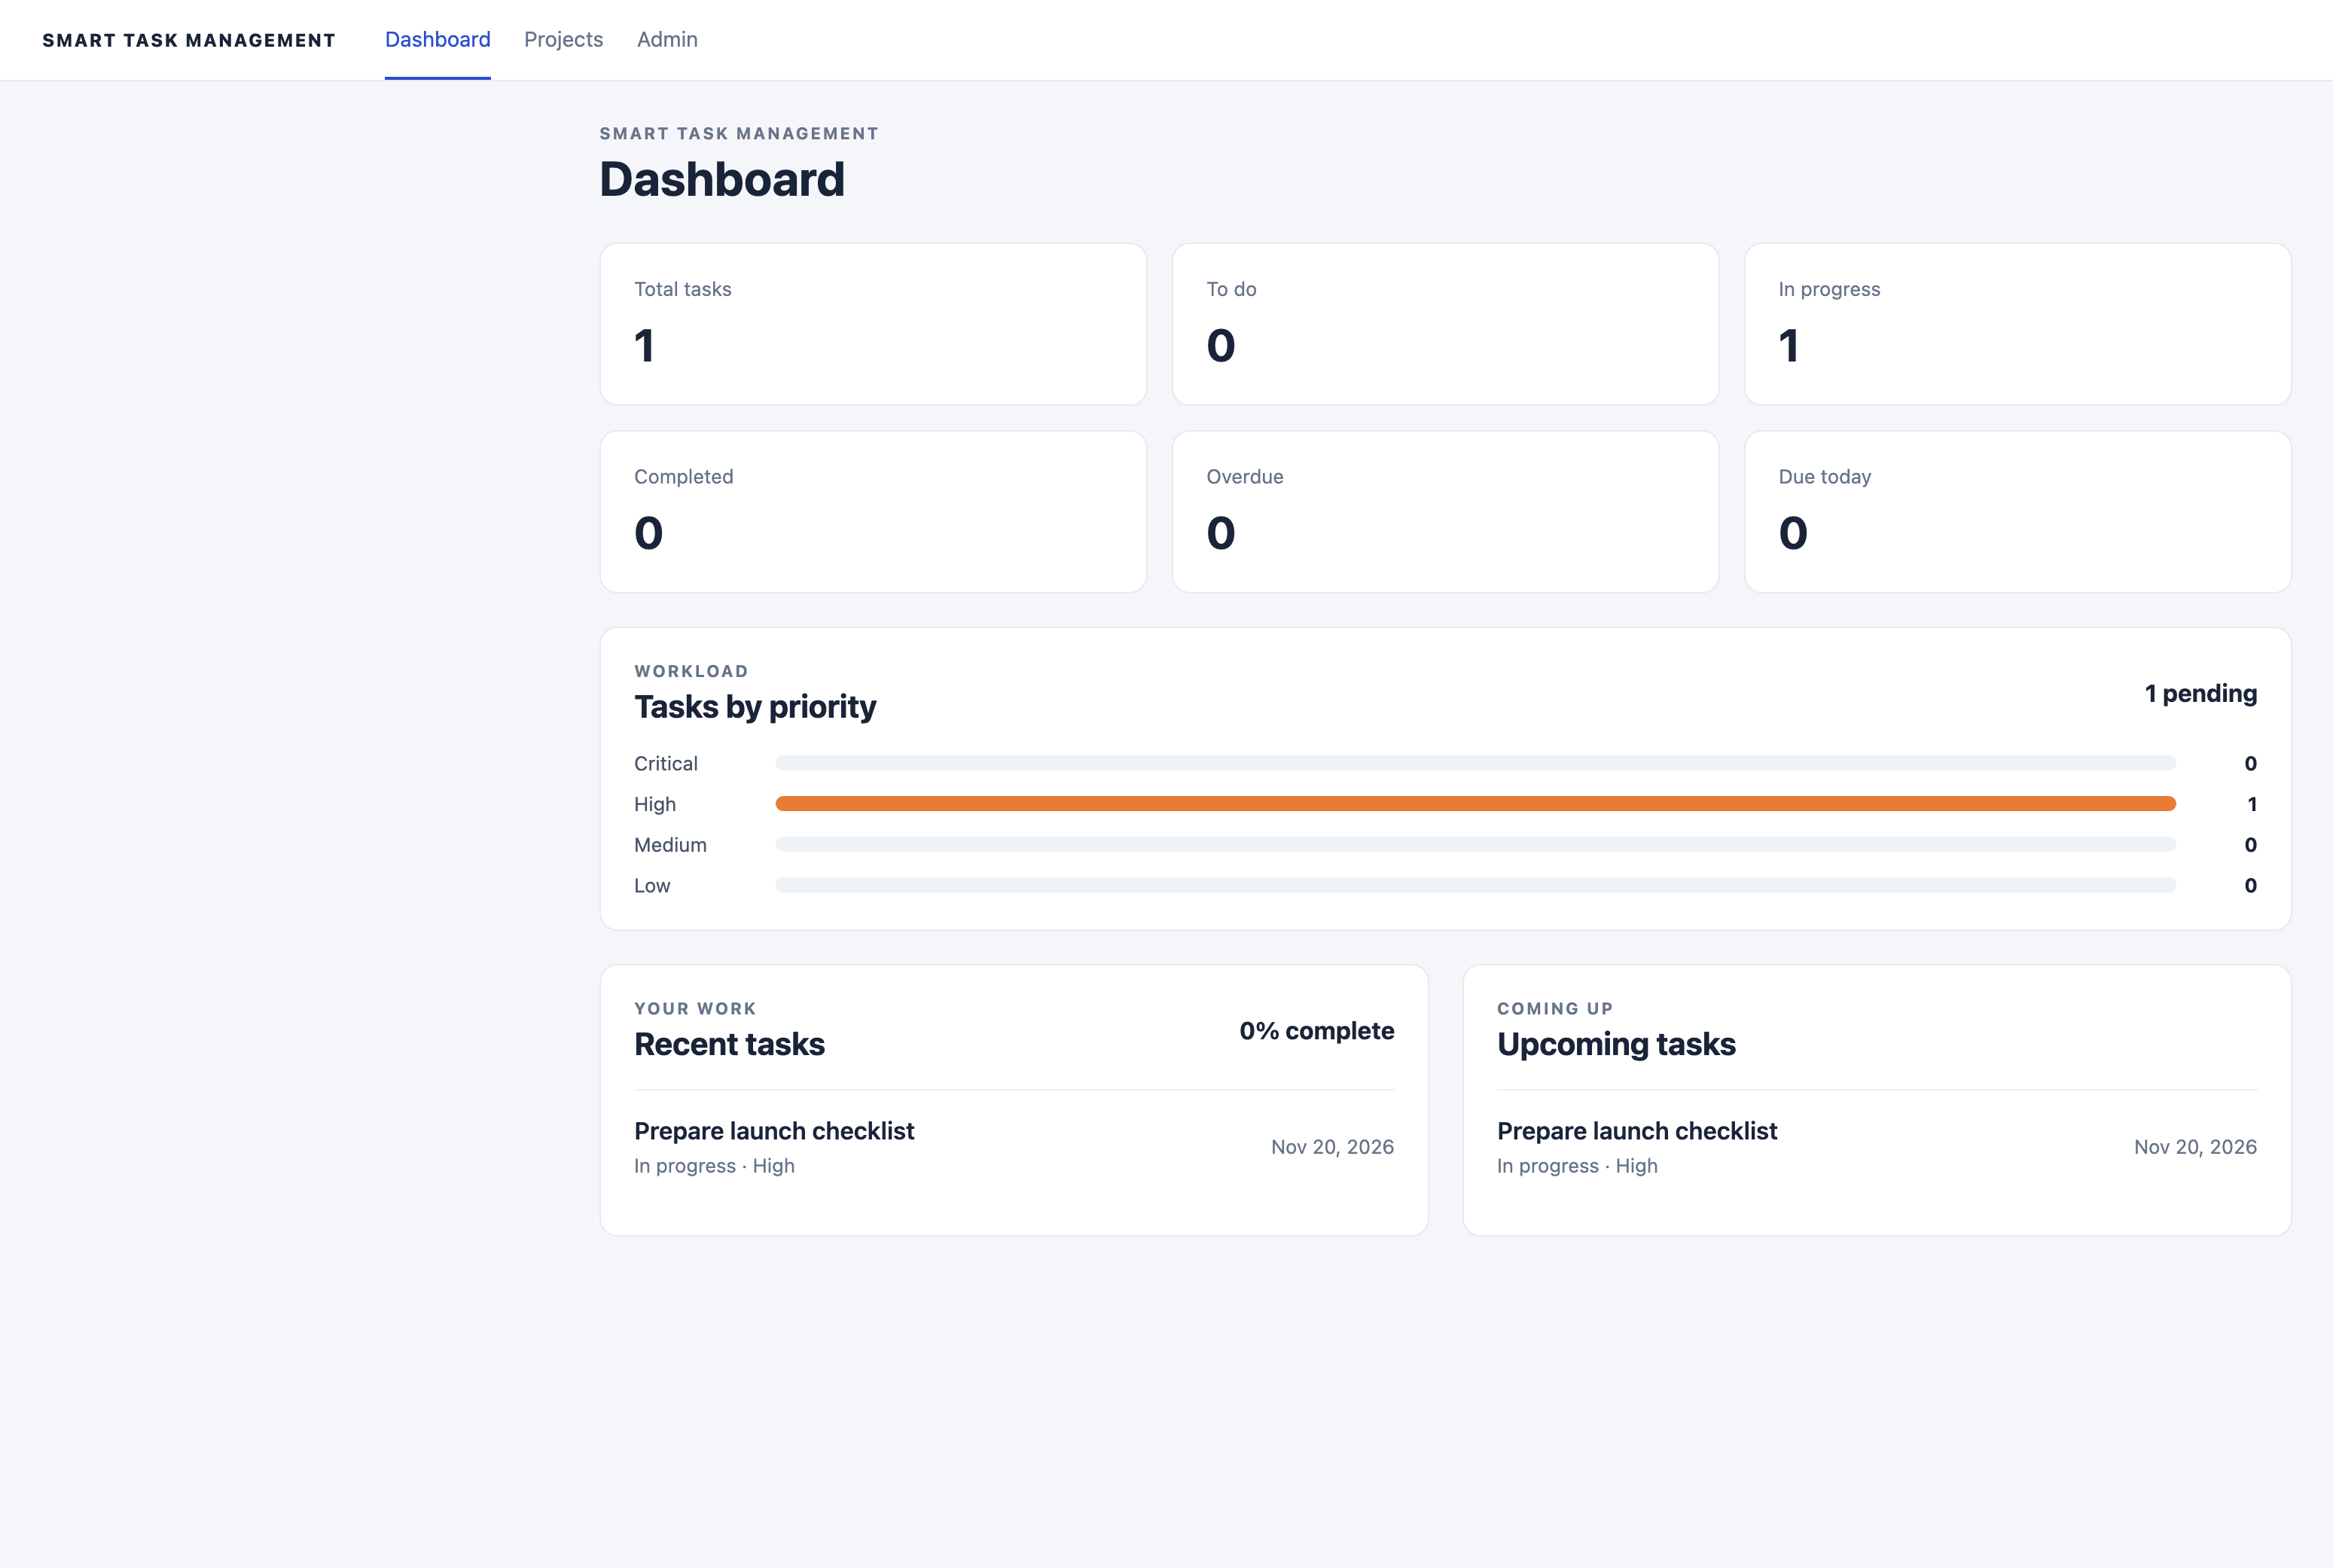 SMART TASK MANAGEMENT Dashboard Projects Admin
SMART TASK MANAGEMENT
Dashboard
Total tasks
1
To do
0
In progress
1
Completed
0
Overdue
0
Due today
0
WORKLOAD
Tasks by priority
1 pending
Critical 0
High 1
Medium 0
Low 0
YOUR WORK
Recent tasks
0% complete
Prepare launch checklist
In progress · High
Nov 20, 2026
COMING UP
Upcoming tasks
Prepare launch checklist
In progress · High
Nov 20, 2026